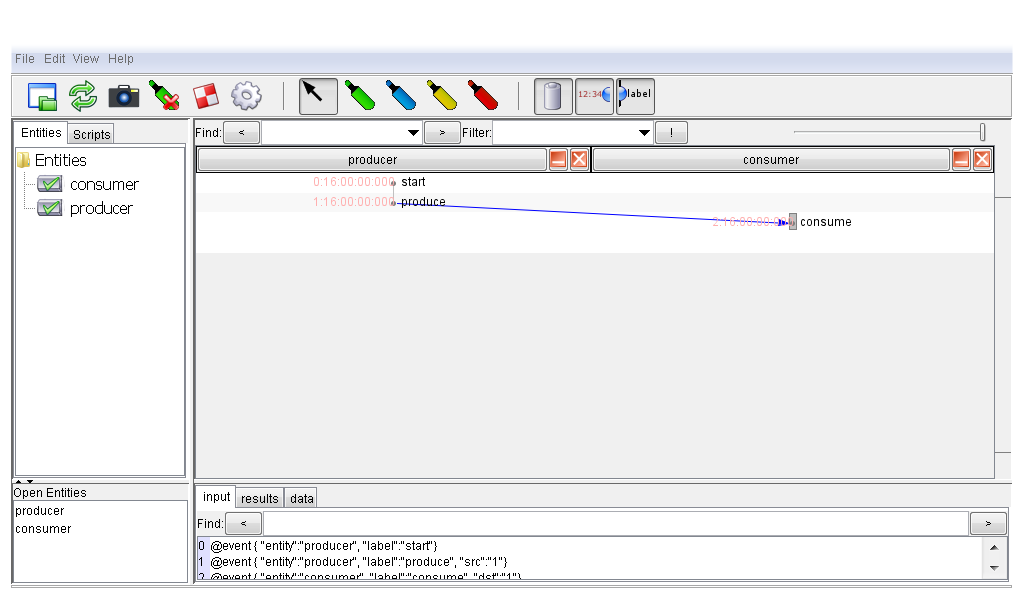 File Edit View Help
12:34 label
Entities Scripts
Find: < > Filter: !
Entities
consumer
producer
producer consumer
0:16:00:00:000 start
1:16:00:00:000 produce
consume
Open Entities
producer
consumer
input results data
Find: < >
0 @event { "entity":"producer", "label":"start"}
1 @event { "entity":"producer", "label":"produce", "src":"1"}
2 @event { "entity":"consumer", "label":"consume", "dst":"1"}